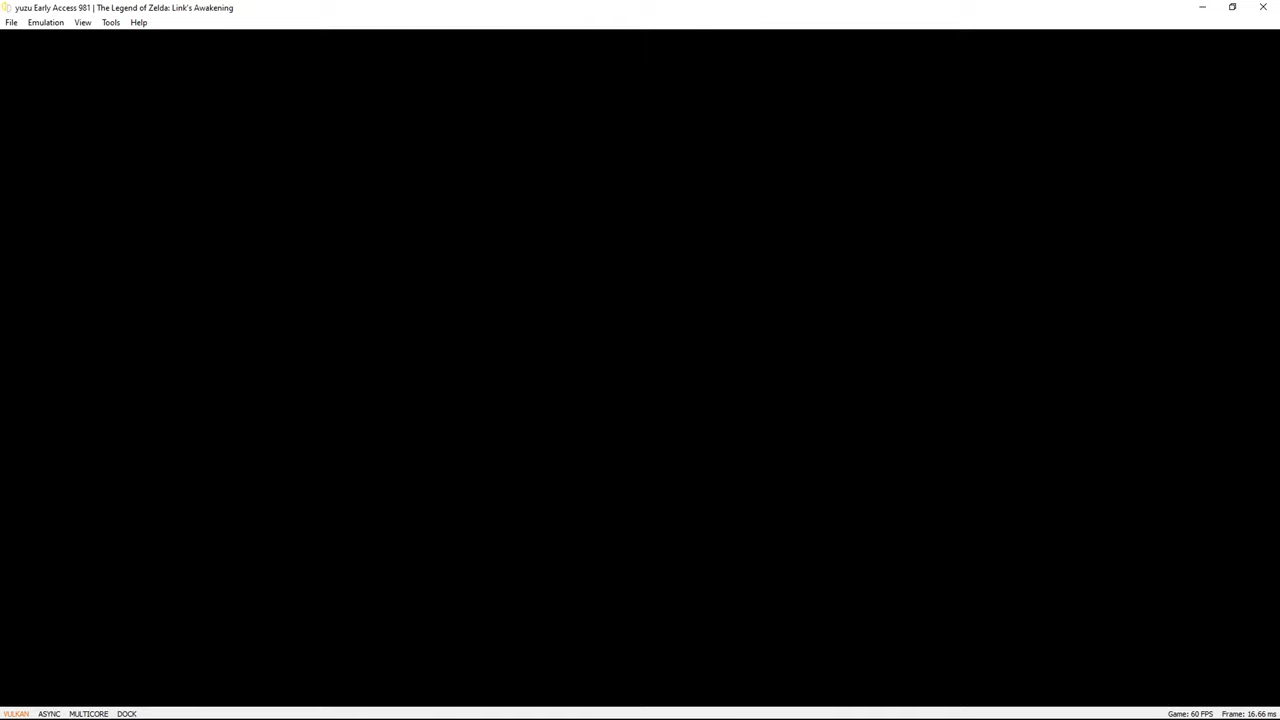 yuzu Early Access 981 | The Legend of Zelda: Link's Awakening
File Emulation View Tools Help
VULKAN ASYNC MULTICORE DOCK Game: 60 FPS Frame: 16.66 ms